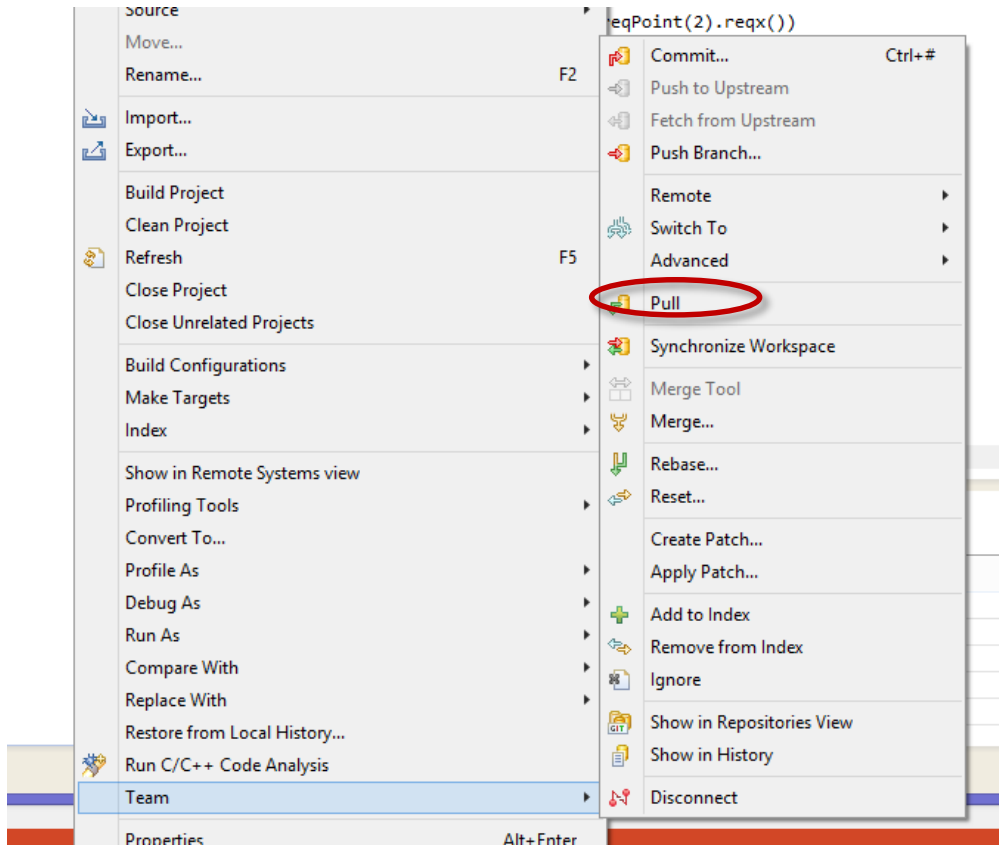 Source
Move...
Rename... F2
Import...
Export...
Build Project
Clean Project
Refresh F5
Close Project
Close Unrelated Projects
Build Configurations
Make Targets
Index
Show in Remote Systems view
Profiling Tools
Convert To...
Profile As
Debug As
Run As
Compare With
Replace With
Restore from Local History...
Run C/C++ Code Analysis
Team
Properties Alt+Enter
reqPoint(2).reqx())
Commit... Ctrl+#
Push to Upstream
Fetch from Upstream
Push Branch...
Remote
Switch To
Advanced
Pull
Synchronize Workspace
Merge Tool
Merge...
Rebase...
Reset...
Create Patch...
Apply Patch...
Add to Index
Remove from Index
Ignore
GIT Show in Repositories View
Show in History
Disconnect